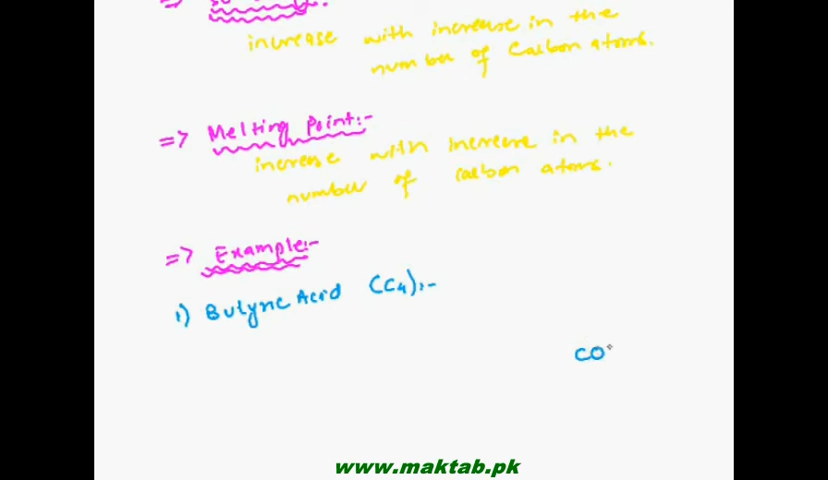 =>
increase with increase in the
number of Carbon atoms.
=> Melting Point:-
increase with increase in the
number of carbon atoms.
=> Example:-
1) Butyric Acid (C4):-
CO
www.maktab.pk